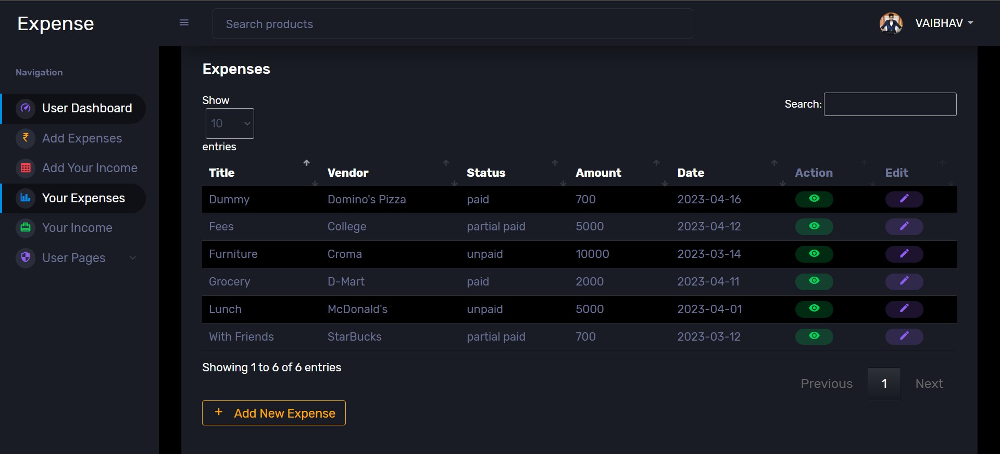 Expense
Search products
VAIBHAV
Navigation
User Dashboard
Add Expenses
Add Your Income
Your Expenses
Your Income
User Pages
Expenses
Show
10
entries
Search:
Title Vendor Status Amount Date Action Edit
Dummy Domino's Pizza paid 700 2023-04-16
Fees College partial paid 5000 2023-04-12
Furniture Croma unpaid 10000 2023-03-14
Grocery D-Mart paid 2000 2023-04-11
Lunch McDonald's unpaid 5000 2023-04-01
With Friends StarBucks partial paid 700 2023-03-12
Showing 1 to 6 of 6 entries
Previous 1 Next
+ Add New Expense